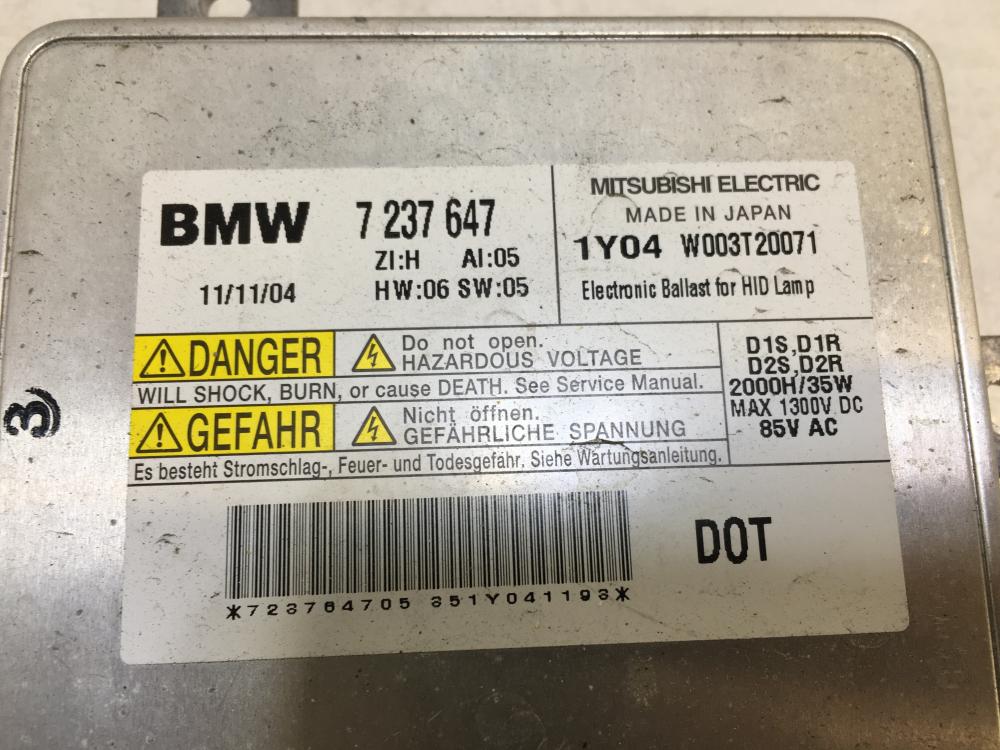 BMW 7 237 647
ZI:H AI:05
11/11/04 HW:06 SW:05
MITSUBISHI ELECTRIC
MADE IN JAPAN
1Y04 W003T20071
Electronic Ballast for HID Lamp
DANGER Do not open.
HAZARDOUS VOLTAGE
WILL SHOCK, BURN, or cause DEATH. See Service Manual.
GEFAHR Nicht öffnen.
GEFÄHRLICHE SPANNUNG
Es besteht Stromschlag-, Feuer- und Todesgefahr. Siehe Wartungsanleitung.
D1S,D1R
D2S,D2R
2000H/35W
MAX 1300V DC
85V AC
3)
DOT
*723764705 351Y041193*